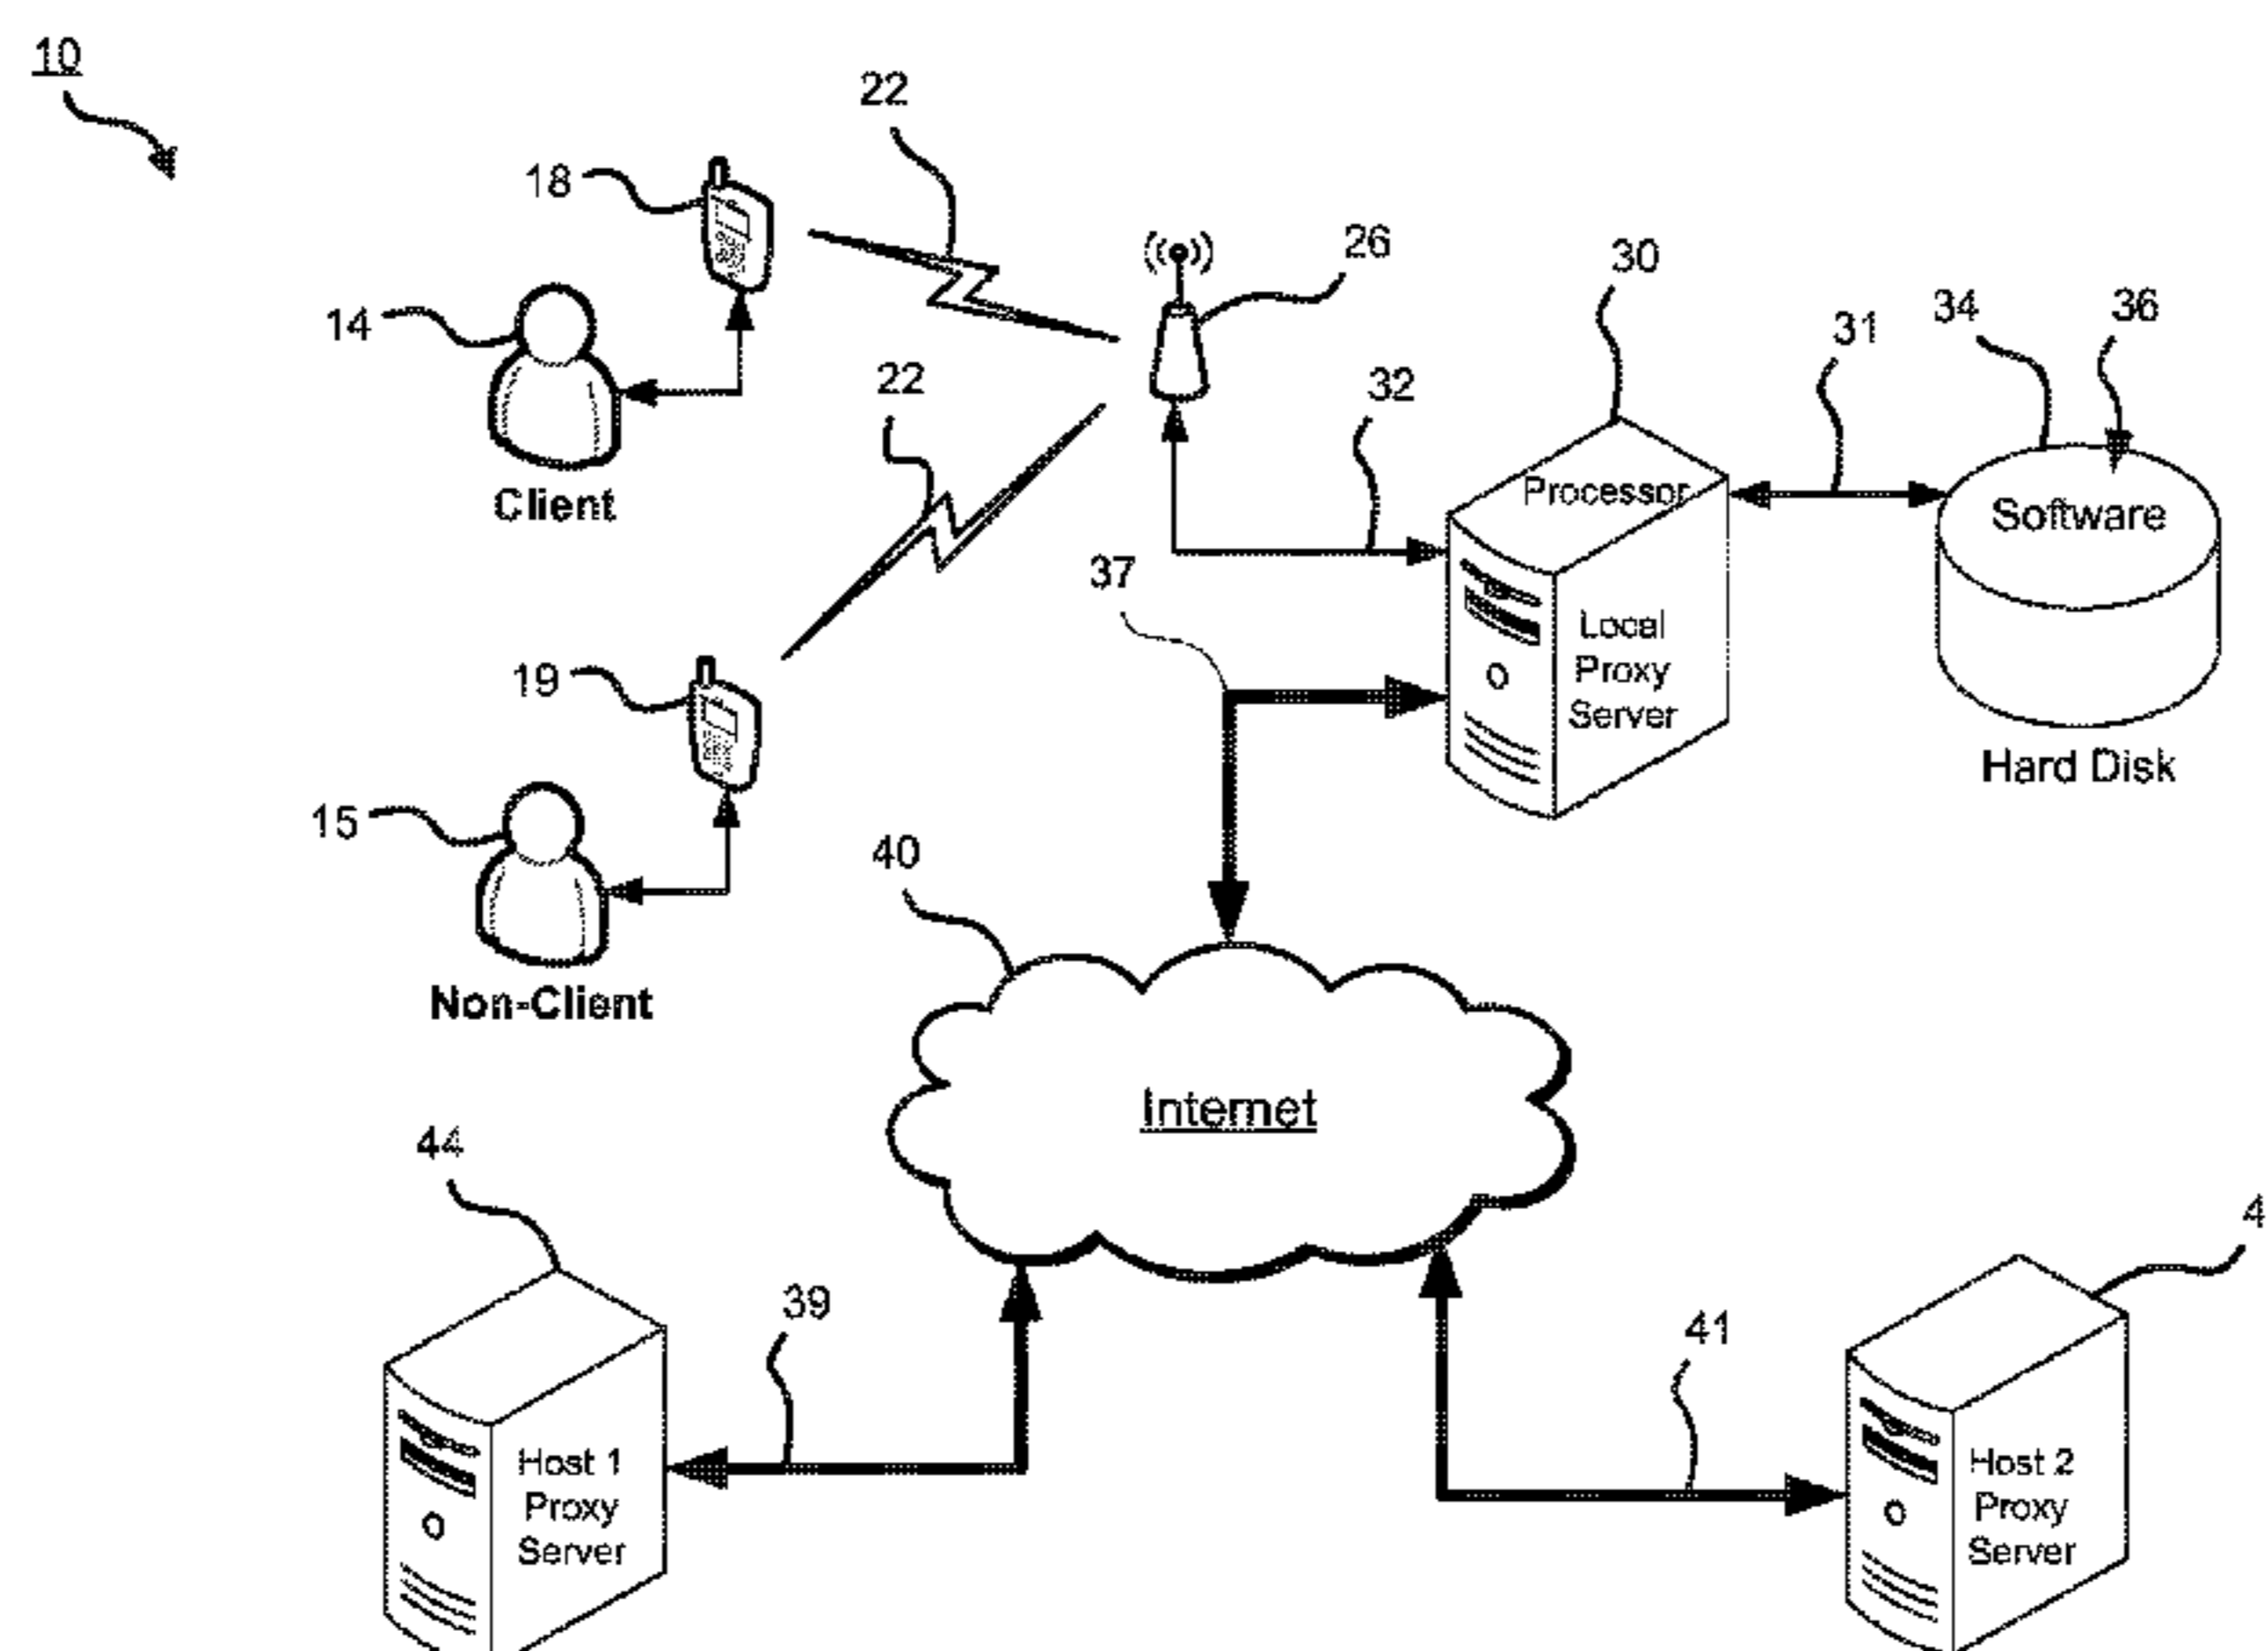 10
22
18
26
30
14
31
34
36
22
32
Client
Processor
Software
37
Local
Proxy
Server
19
Hard Disk
15
40
Non-Client
Internet
44
4
39
41
Host 1
Proxy
Server
Host 2
Proxy
Server